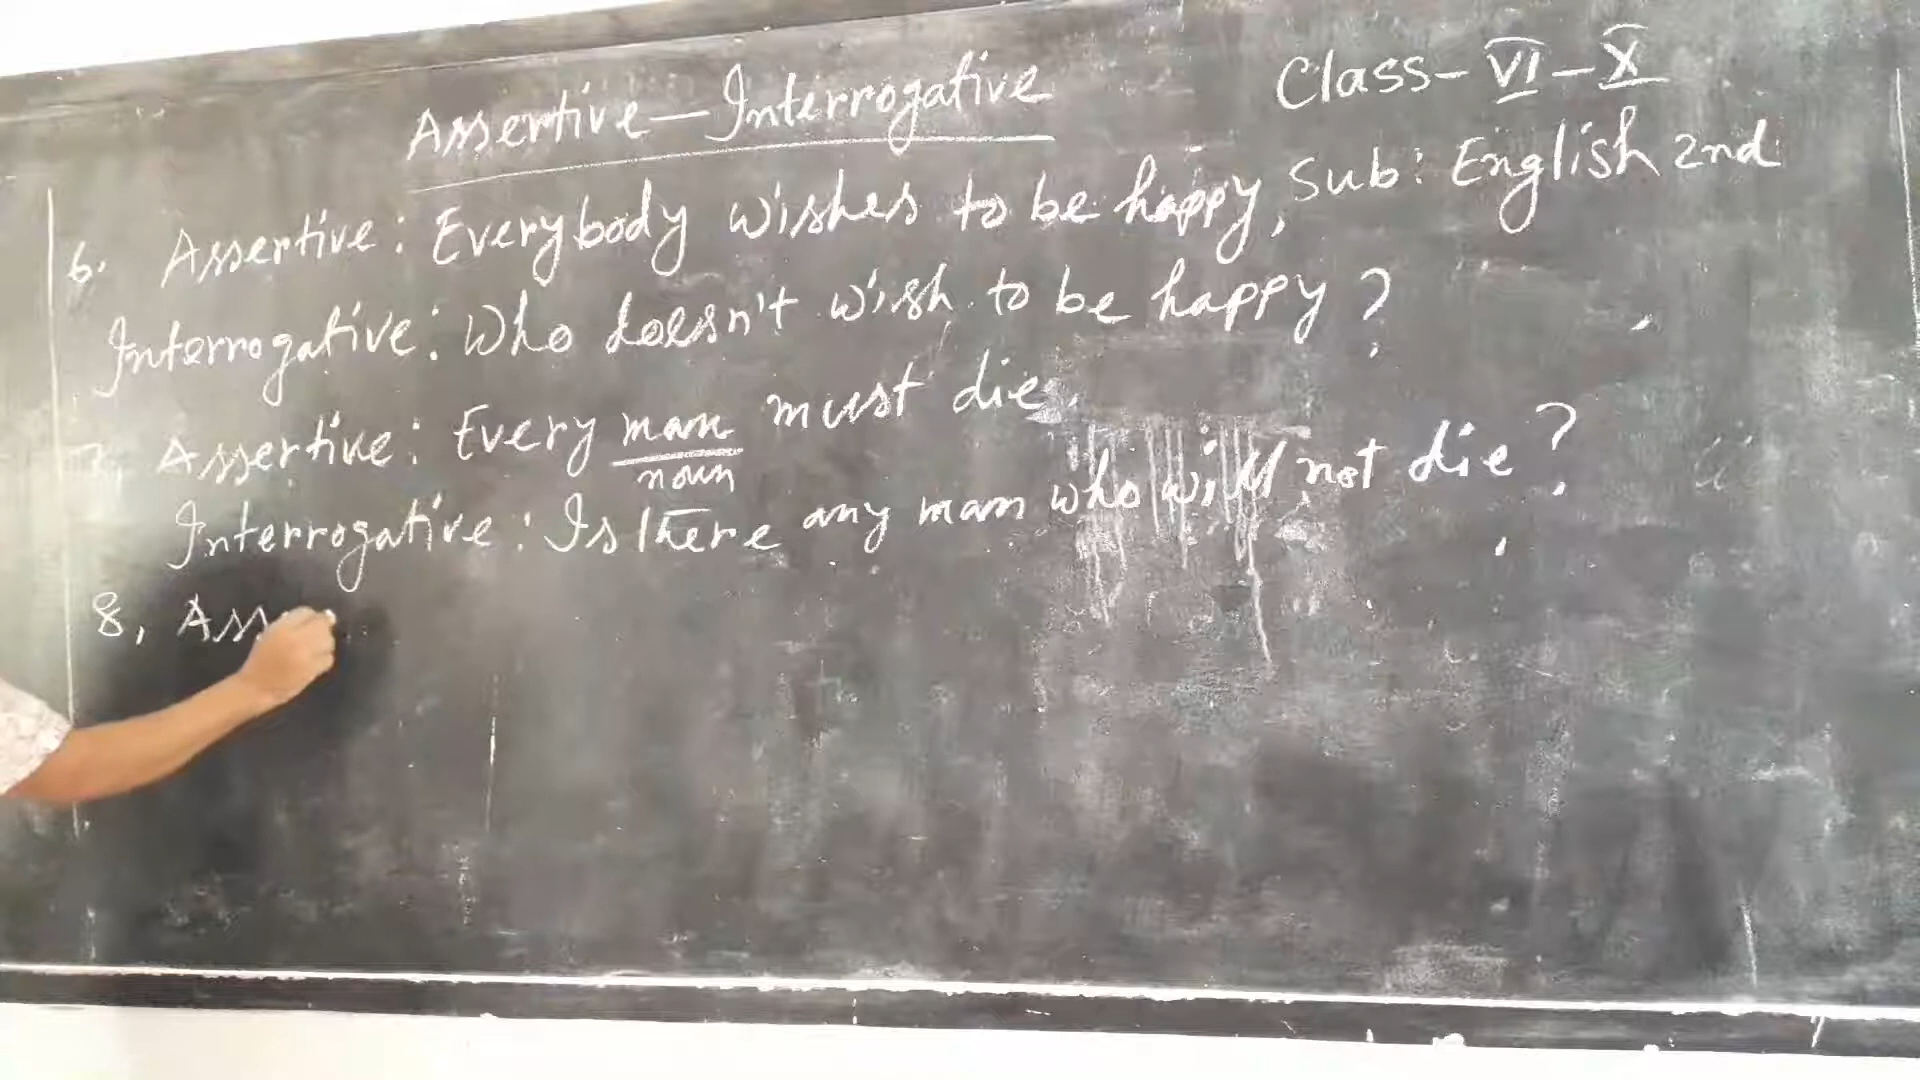 Assertive—Interrogative
Class-VI-X
Sub: English 2nd
6. Assertive: Everybody wishes to be happy,
Interrogative: Who doesn't wish to be happy?
7, Assertive: Every man must die.
noun
Interrogative: Is there any man who will not die?
8, Ass